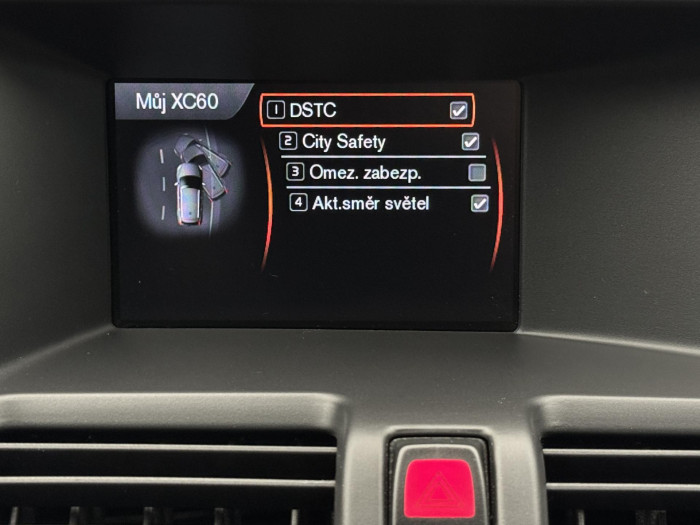 Můj XC60
1 DSTC
2 City Safety
3 Omez. zabezp.
4 Akt.směr světel